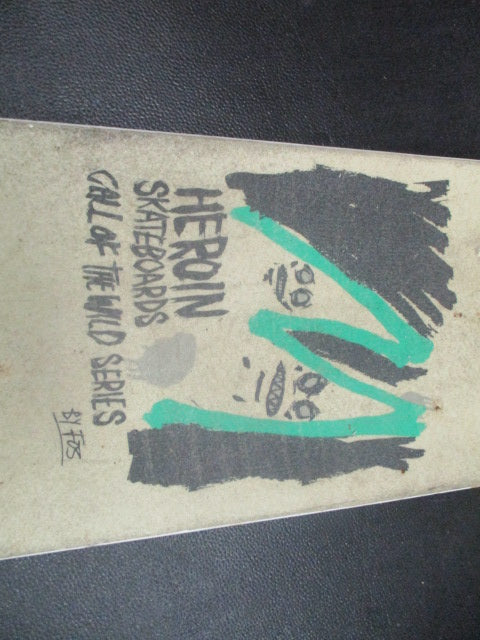 HEROIN
SKATEBOARDS
CALL OF THE WILD SERIES
BY FOS